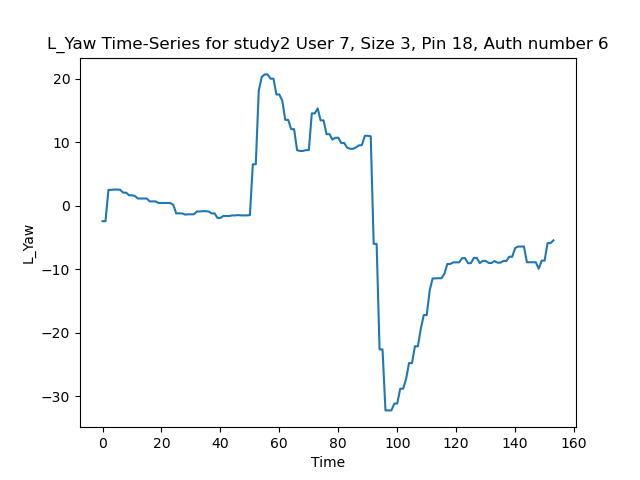 L_Yaw Time-Series for study2 User 7, Size 3, Pin 18, Auth number 6
20
10
0
−10
−20
−30
L_Yaw
0 20 40 60 80 100 120 140 160
Time